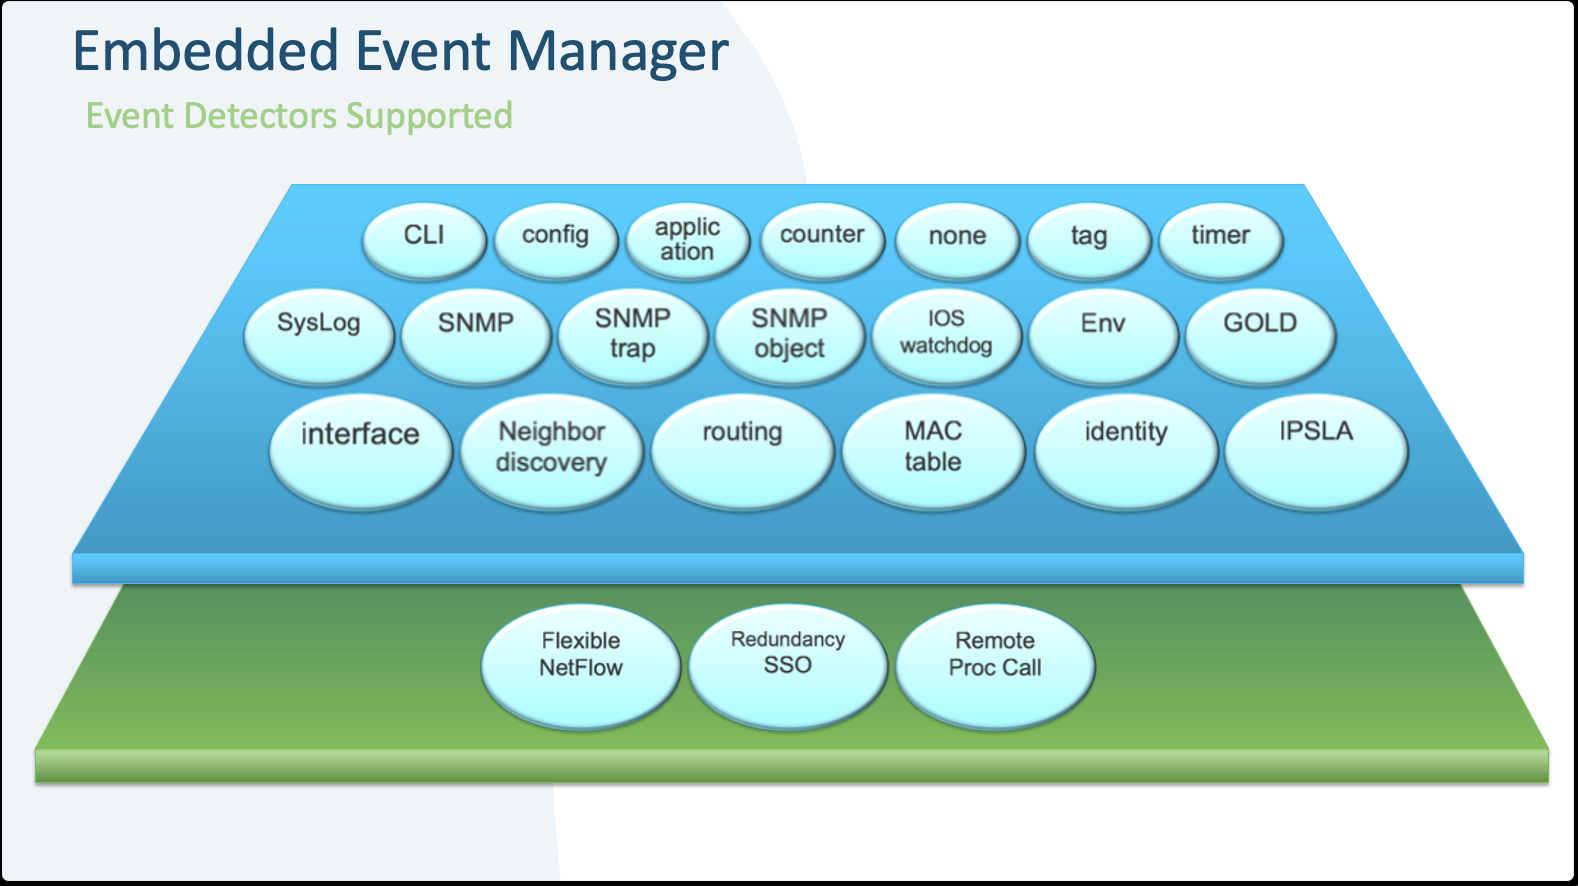 Embedded Event Manager
Event Detectors Supported
CLI
config
applic
ation
counter
none
tag
timer
SysLog
SNMP
SNMP
trap
SNMP
object
IOS
watchdog
Env
GOLD
interface
Neighbor
discovery
routing
MAC
table
identity
IPSLA
Flexible
NetFlow
Redundancy
SSO
Remote
Proc Call